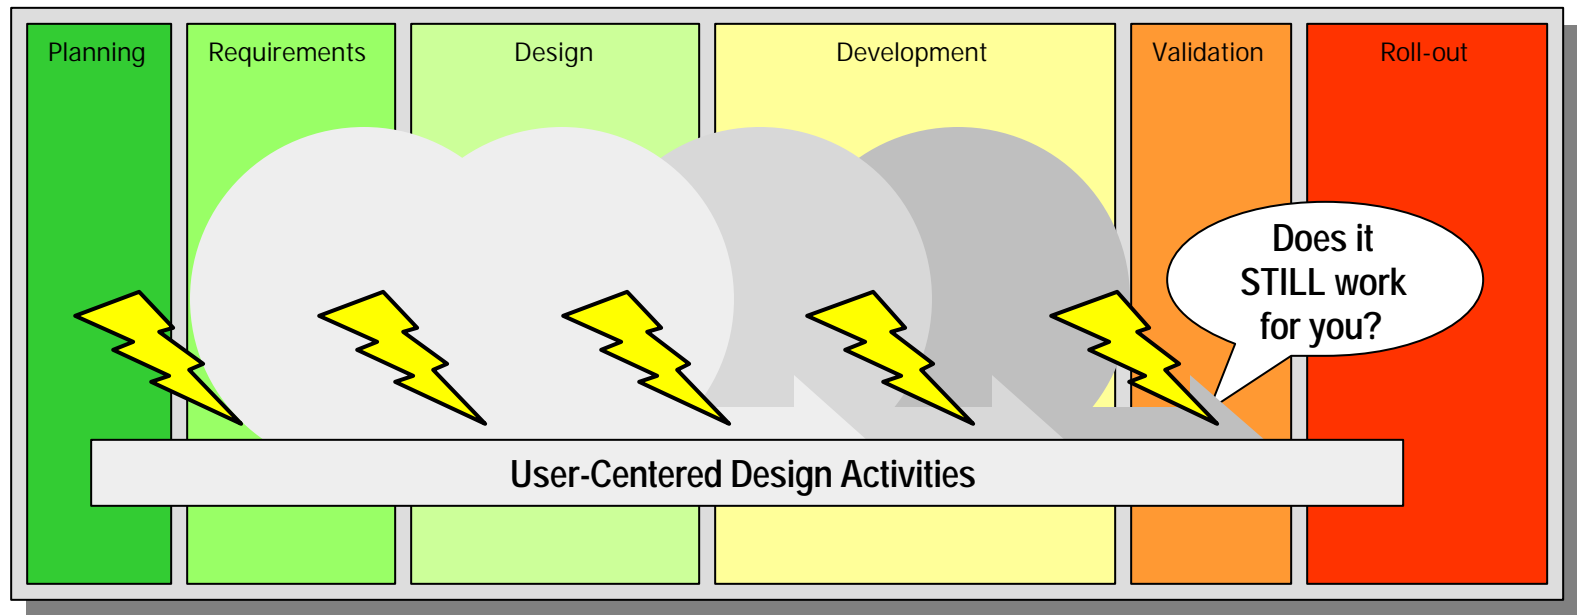 Planning
Requirements
Design
Development
Validation
Roll-out
Does it
STILL work
for you?
User-Centered Design Activities